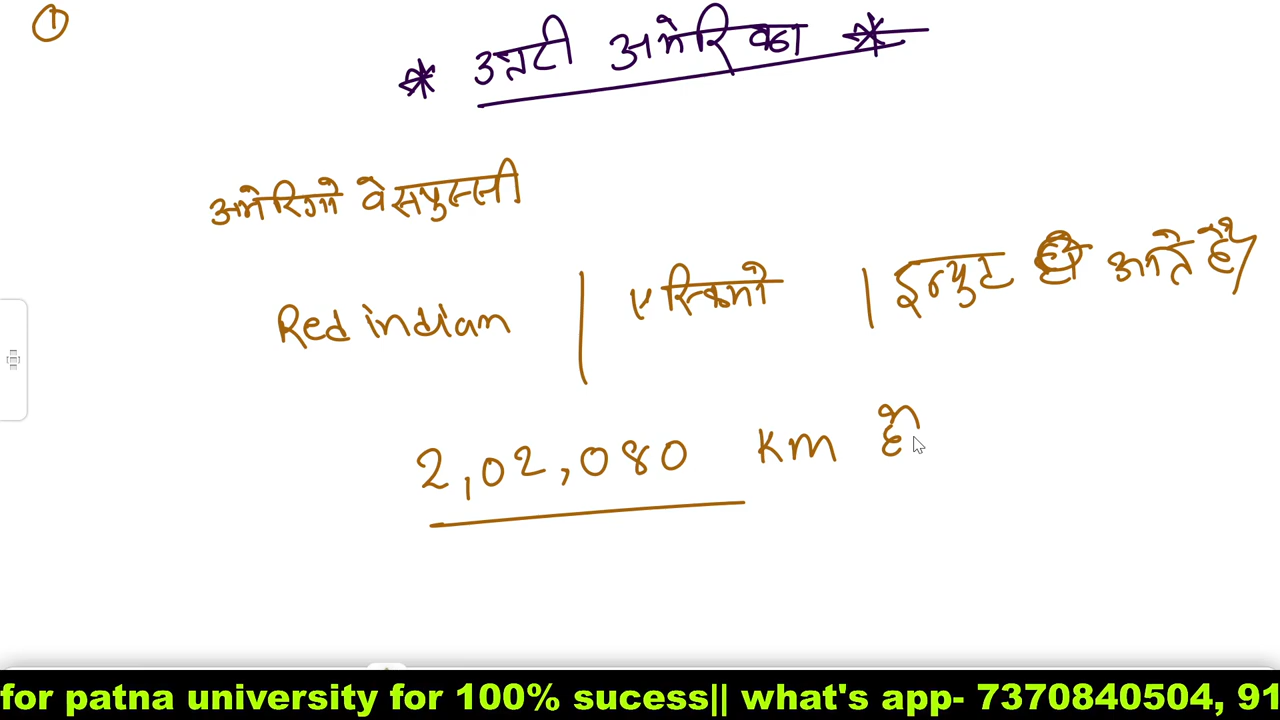 ①
* उत्तरी अमेरिका *
अमेरिगो वेसपुस्सी
Red indian | एस्किमो | इन्युट आते हैं
2,02,080 km है
for patna university for 100% sucess|| what's app- 7370840504, 91